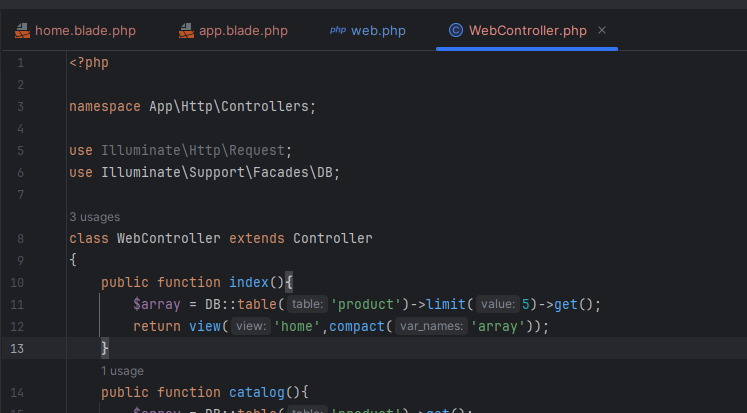 home.blade.php app.blade.php php web.php C WebController.php ×
1 <?php
2
3 namespace App\Http\Controllers;
4
5 use Illuminate\Http\Request;
6 use Illuminate\Support\Facades\DB;
7
3 usages
8 class WebController extends Controller
9 {
10 public function index(){
11 $array = DB::table( table: 'product')->limit( value: 5)->get();
12 return view( view: 'home',compact( var_names: 'array'));
13 }
1 usage
14 public function catalog(){
15 $array = DB::table( table: 'product')->get();